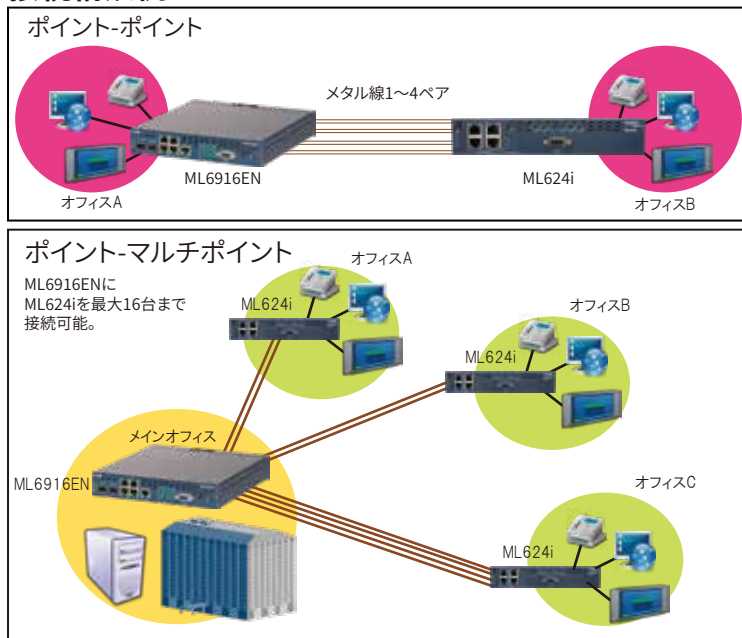 ポイント-ポイント
メタル線1～4ペア
ML6916EN
ML624i
オフィスA
オフィスB
ポイント-マルチポイント
ML6916ENに
ML624iを最大16台まで
接続可能。
オフィスA
ML624i
オフィスB
ML624i
メインオフィス
ML6916EN
オフィスC
ML624i